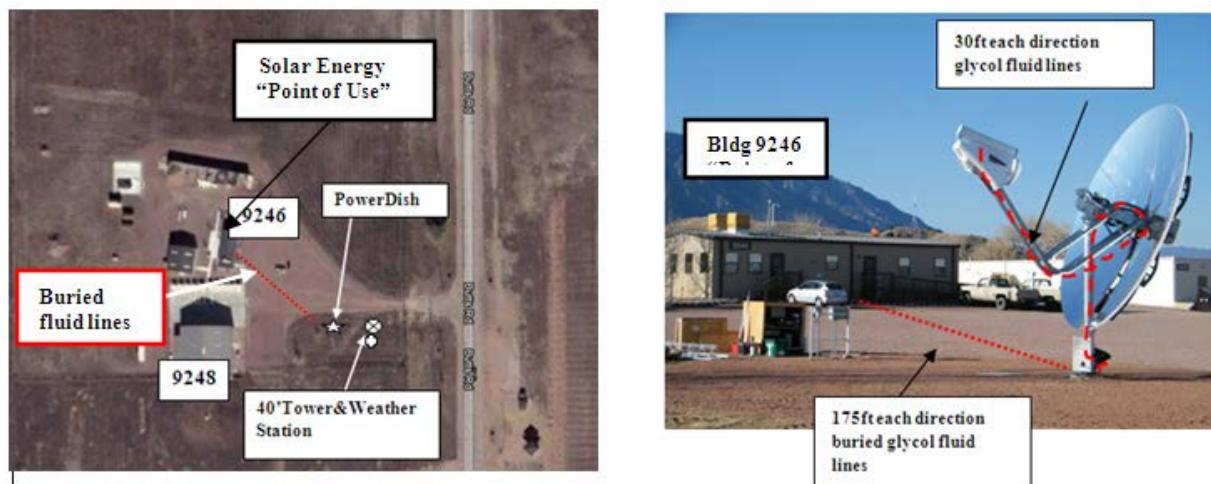 Solar Energy
“Point of Use”
PowerDish
9246
Buried
fluid lines
9248
40'Tower&Weather
Station
30ft each direction
glycol fluid lines
Bldg 9246
175ft each direction
buried glycol fluid
lines